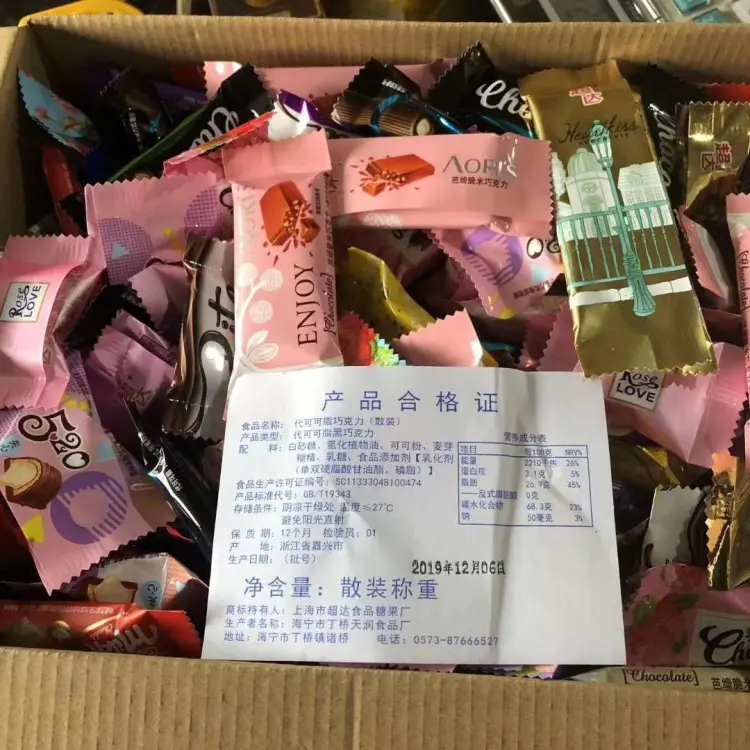 超达
Heartkiss
超达
AORI
芭缔脆米巧克力
ENJOY
[Chocolate]
Rose
LOVE
Rose
LOVE
5.20
产品合格证
食品名称: 代可可脂巧克力(散装)
产品类型: 代可可脂黑巧克力
配 料: 白砂糖、氢化植物油、可可粉、麦芽
糊精、乳糖、食品添加剂【乳化剂
(单双硬脂酸甘油酯、磷脂)】
食品生产许可证编号: SC11333048100474
产品标准代号: GB/T19343
存储条件: 阴凉干燥处 温度≤27℃
避免阳光直射
保 质 期: 12个月 检验员: 01
产 地: 浙江省嘉兴市
生产日期: (批号)
2019年12月06日
营养成分表
项目 每100克 NRV%
能量 2210千焦 26%
蛋白质 3.1克 5%
脂肪 26.9克 45%
—反式脂肪酸 0克
碳水化合物 68.3克 23%
钠 50毫克 3%
净含量: 散装称重
商标持有人: 上海市超达食品糖果厂
生产者名称: 海宁市丁桥天润食品厂
地址: 海宁市丁桥镇诸桥 电话: 0573-87666527
[Chocolate]
芭缔脆米巧